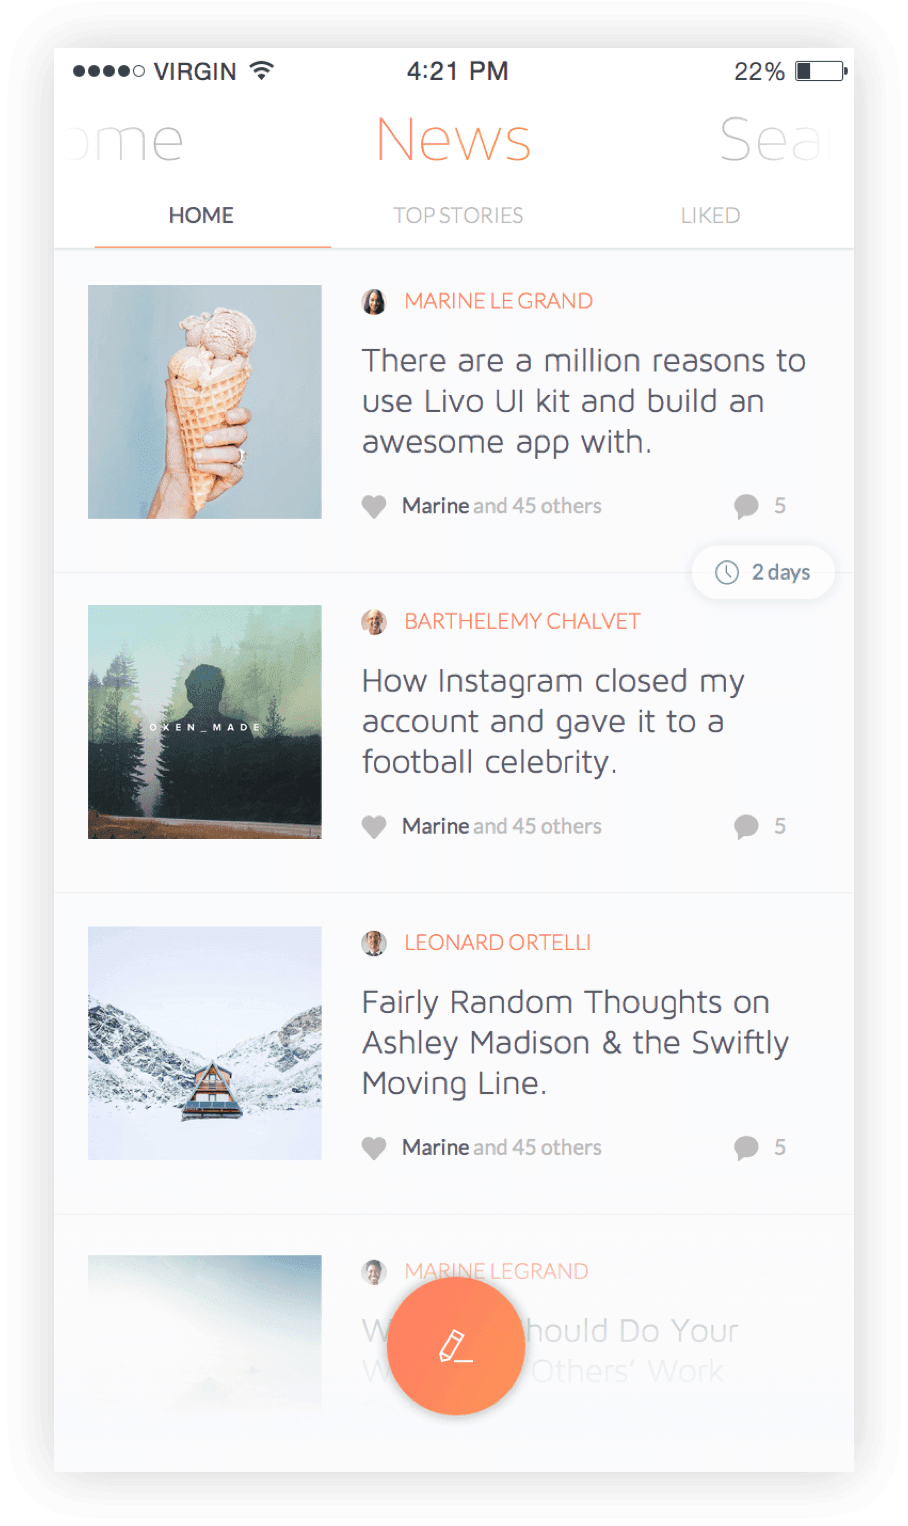 VIRGIN 4:21 PM 22%
ome News Sea
HOME TOP STORIES LIKED
MARINE LE GRAND
There are a million reasons to
use Livo UI kit and build an
awesome app with.
Marine and 45 others 5
2 days
BARTHELEMY CHALVET
How Instagram closed my
account and gave it to a
football celebrity.
OXEN_MADE
Marine and 45 others 5
LEONARD ORTELLI
Fairly Random Thoughts on
Ashley Madison & the Swiftly
Moving Line.
Marine and 45 others 5
MARINE LEGRAND
hould Do Your
Others' Work